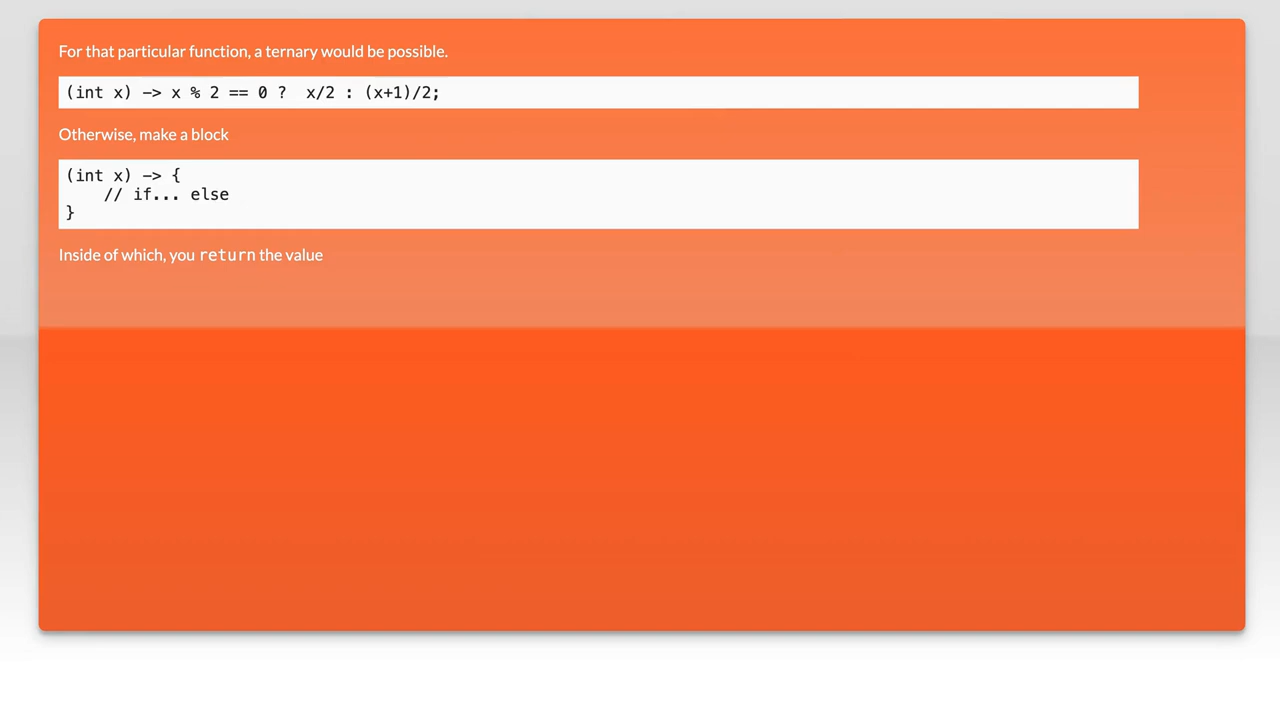 For that particular function, a ternary would be possible.
(int x) -> x % 2 == 0 ?  x/2 : (x+1)/2;
Otherwise, make a block
(int x) -> {
    // if... else
}
Inside of which, you return the value